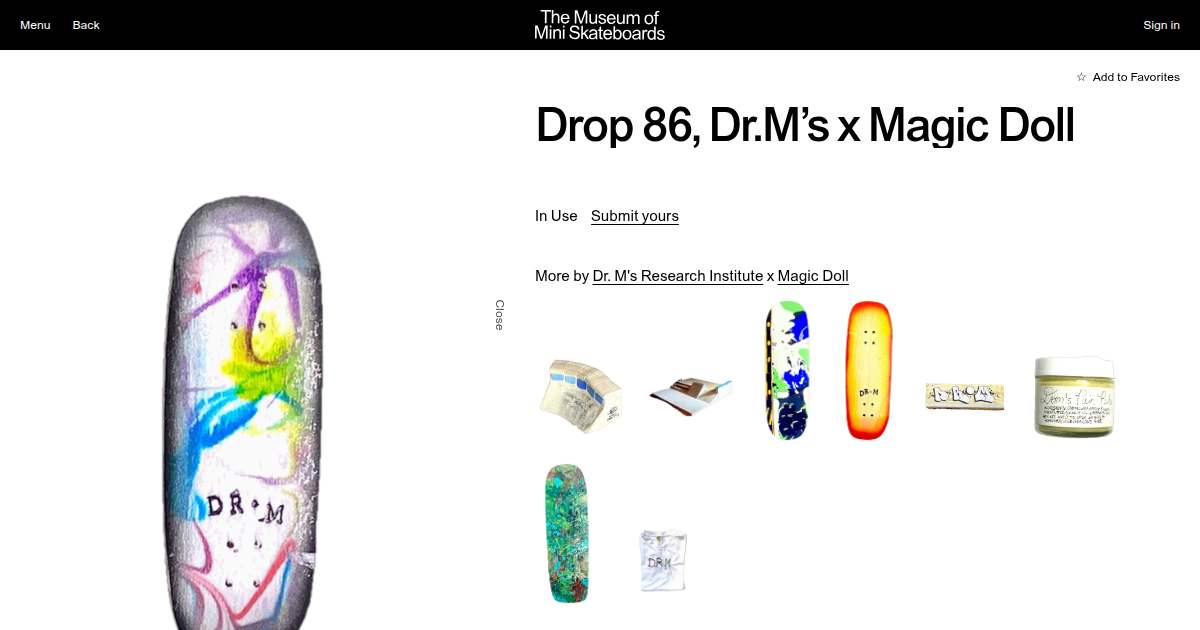 Menu
Back
The Museum of
Mini Skateboards
Sign in
☆ Add to Favorites
Drop 86, Dr.M’s x Magic Doll
In Use
Submit yours
More by Dr. M's Research Institute x Magic Doll
Close
DR•M
DR•M
DRM